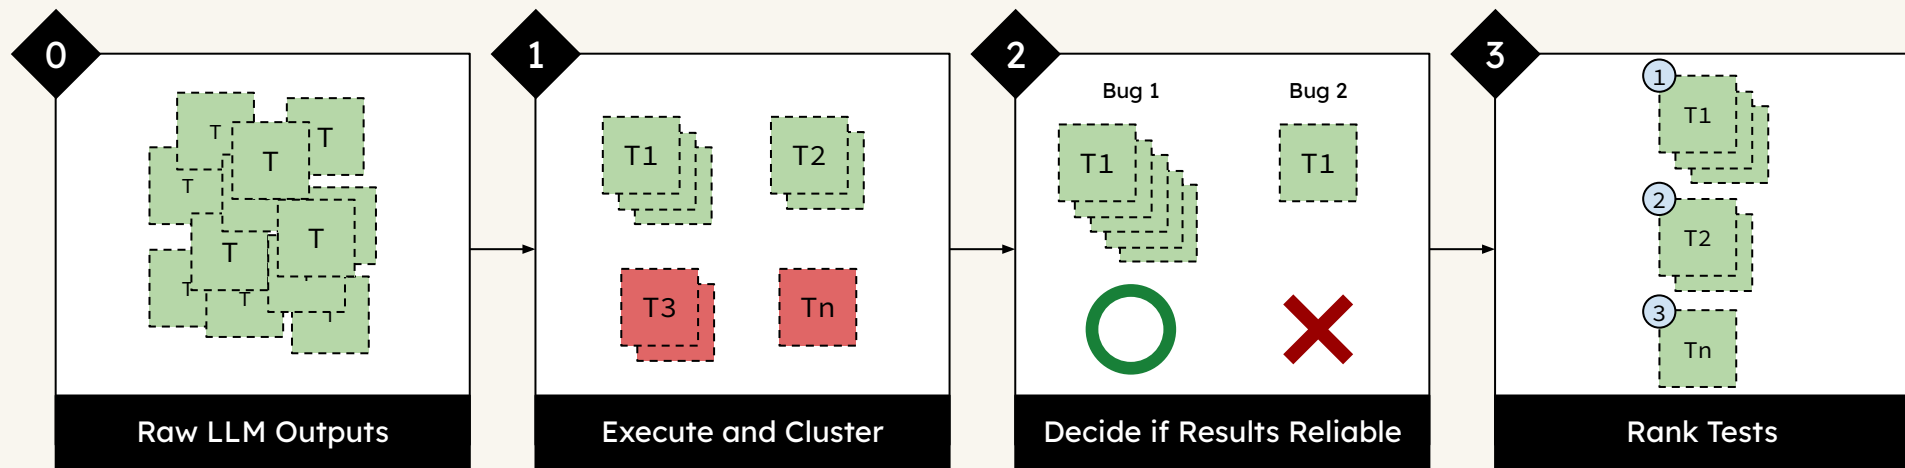 0
T
T
T
T
T
T
T
T
T
Raw LLM Outputs
1
T1
T2
T3
Tn
Execute and Cluster
2
Bug 1
Bug 2
T1
T1
Decide if Results Reliable
3
1
T1
2
T2
3
Tn
Rank Tests